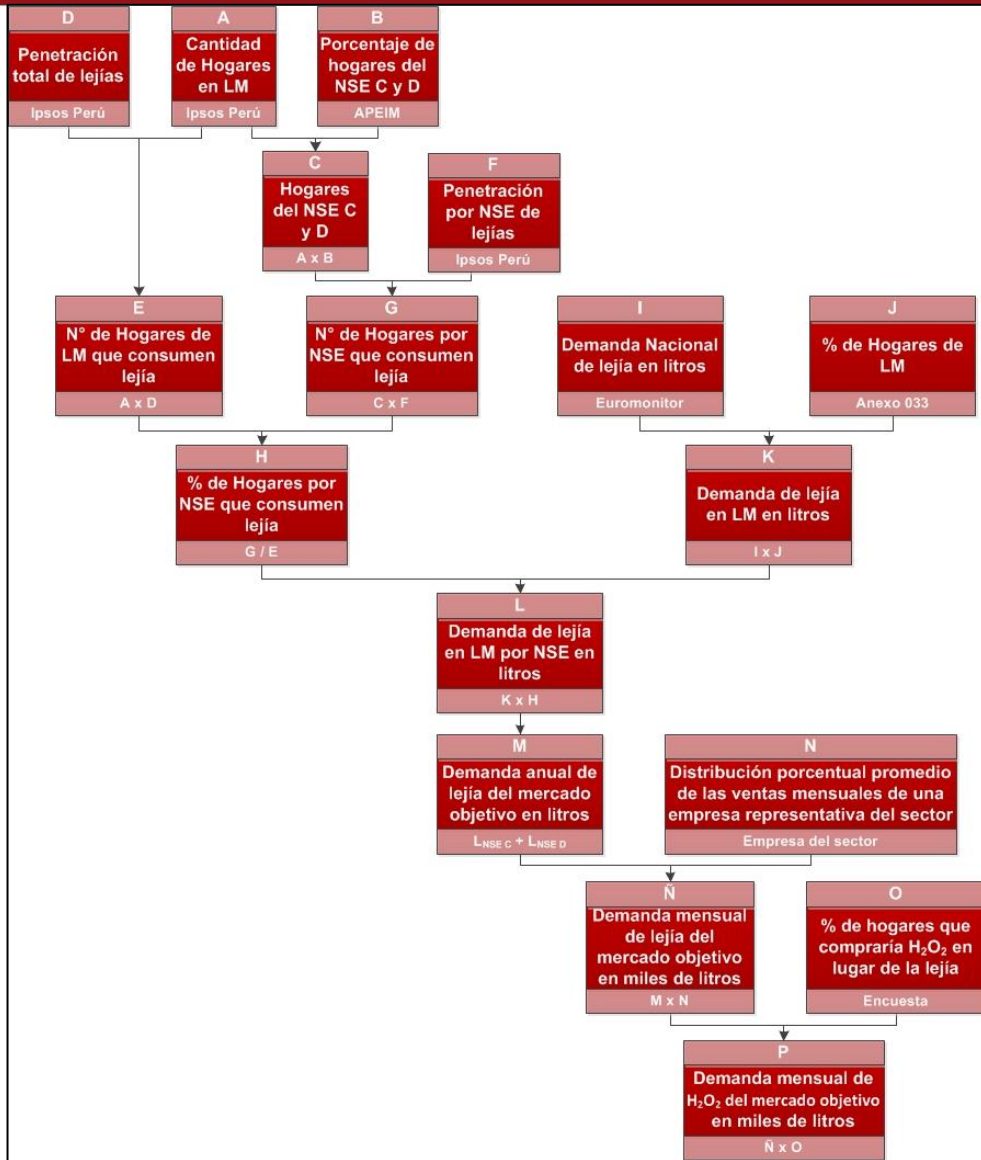 D
Penetración
total de lejías
Ipsos Perú
A
Cantidad
de Hogares
en LM
Ipsos Perú
B
Porcentaje de
hogares del
NSE C y D
APEIM
C
Hogares
del NSE C
y D
A x B
F
Penetración
por NSE de
lejías
Ipsos Perú
E
N° de Hogares de
LM que consumen
lejía
A x D
G
N° de Hogares por
NSE que consumen
lejía
C x F
I
Demanda Nacional
de lejía en litros
Euromonitor
J
% de Hogares de
LM
Anexo 033
H
% de Hogares por
NSE que consumen
lejía
G / E
K
Demanda de lejía
en LM en litros
I x J
L
Demanda de lejía
en LM por NSE en
litros
K x H
M
Demanda anual de
lejía del mercado
objetivo en litros
L NSE C + L NSE D
N
Distribución porcentual promedio
de las ventas mensuales de una
empresa representativa del sector
Empresa del sector
Ñ
Demanda mensual
de lejía del
mercado objetivo
en miles de litros
M x N
O
% de hogares que
compraría H₂O₂ en
lugar de la lejía
Encuesta
P
Demanda mensual de
H₂O₂ del mercado objetivo
en miles de litros
Ñ x O